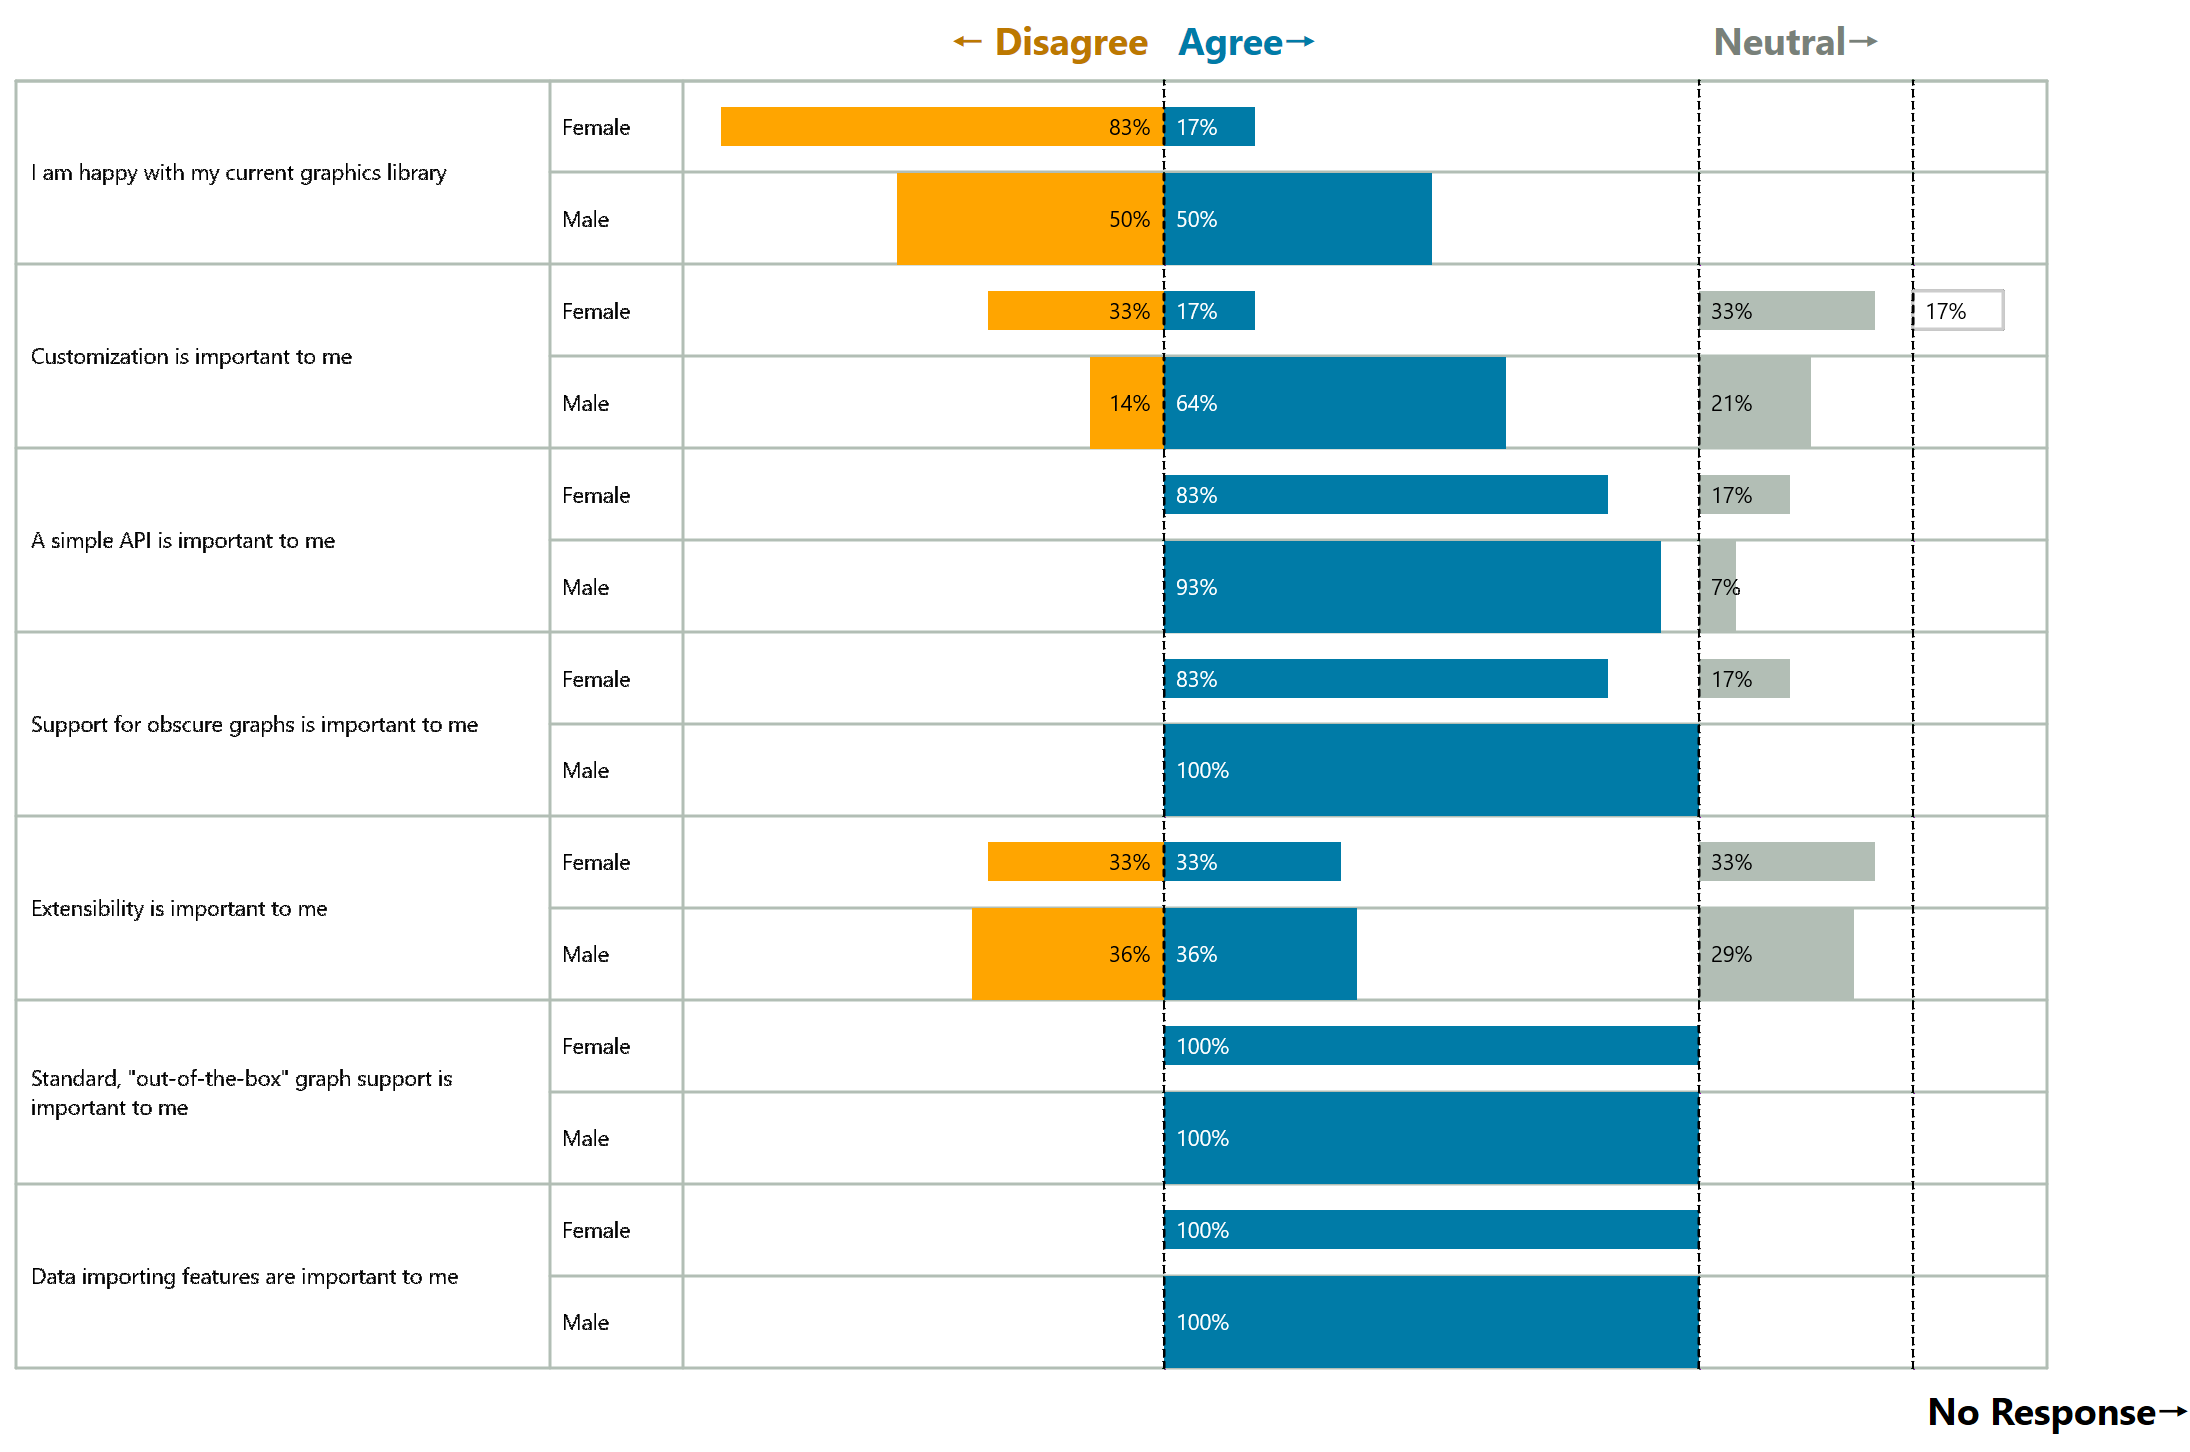 ← Disagree Agree→ Neutral→
I am happy with my current graphics library
Female 83% 17%
Male 50% 50%
Customization is important to me
Female 33% 17% 33% 17%
Male 14% 64% 21%
A simple API is important to me
Female 83% 17%
Male 93% 7%
Support for obscure graphs is important to me
Female 83% 17%
Male 100%
Extensibility is important to me
Female 33% 33% 33%
Male 36% 36% 29%
Standard, "out-of-the-box" graph support is
important to me
Female 100%
Male 100%
Data importing features are important to me
Female 100%
Male 100%
No Response→